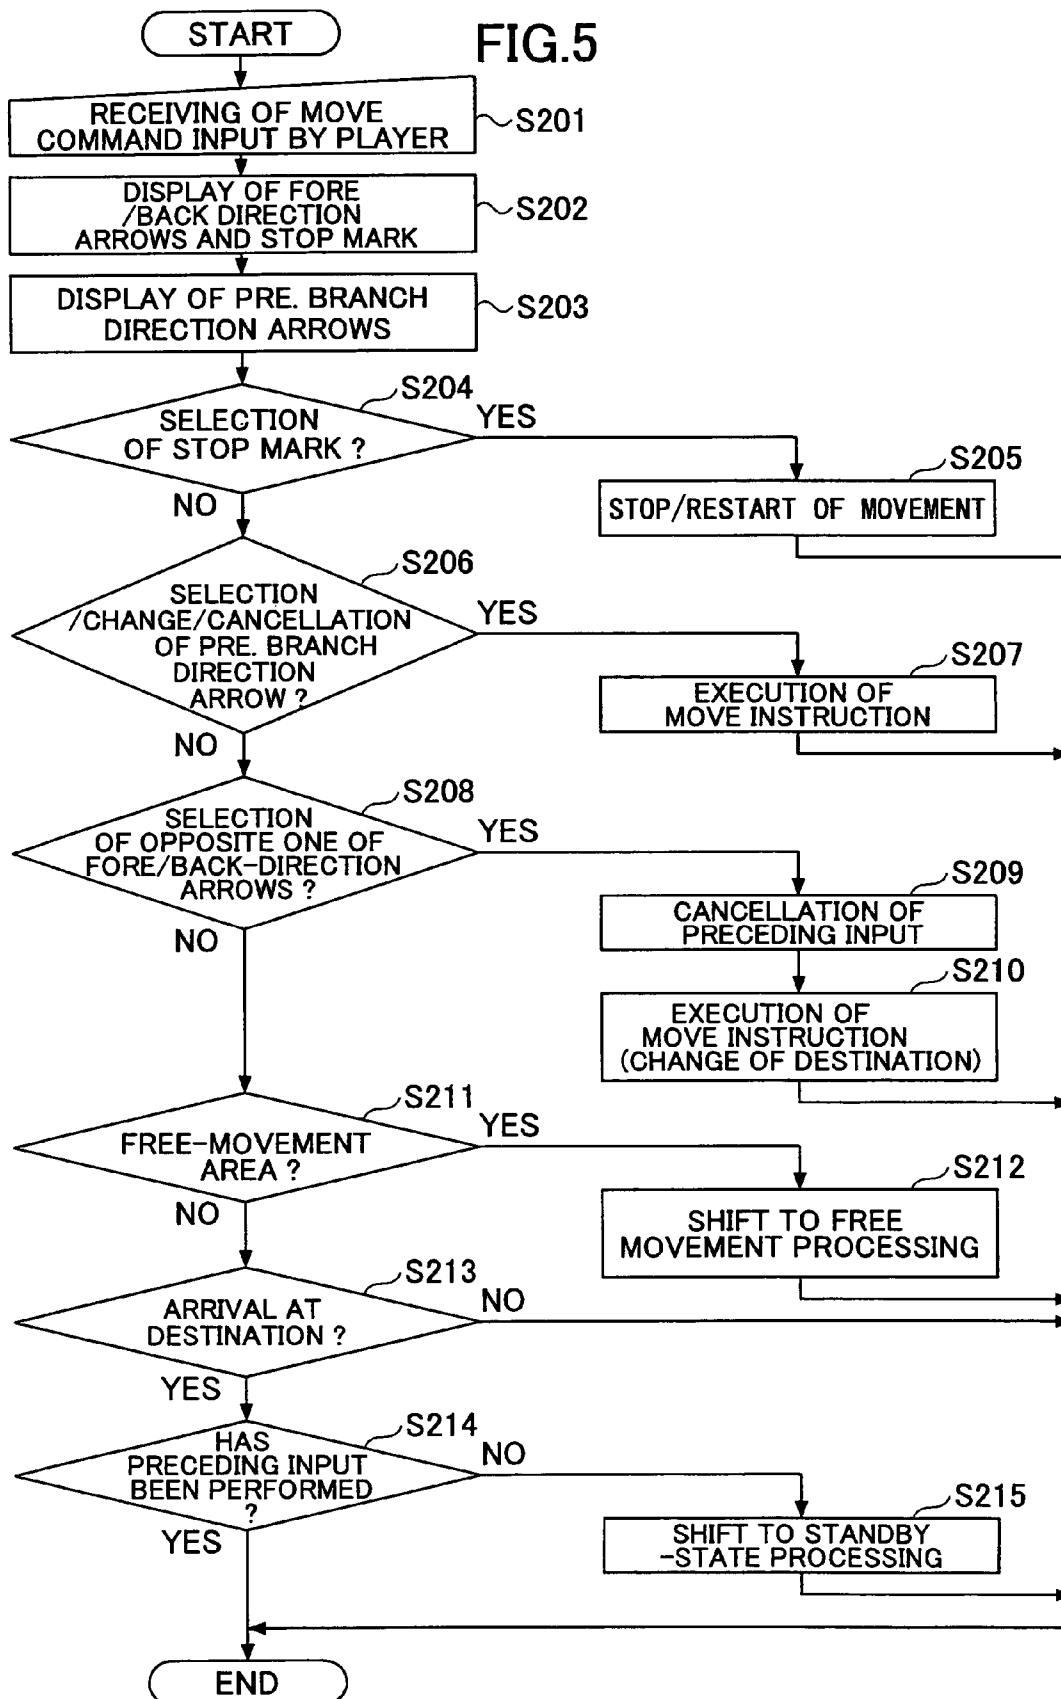 START
FIG.5
RECEIVING OF MOVE
COMMAND INPUT BY PLAYER
S201
DISPLAY OF FORE
/BACK DIRECTION
ARROWS AND STOP MARK
S202
DISPLAY OF PRE. BRANCH
DIRECTION ARROWS
S203
S204
SELECTION
OF STOP MARK ?
YES
NO
S205
STOP/RESTART OF MOVEMENT
S206
SELECTION
/CHANGE/CANCELLATION
OF PRE. BRANCH
DIRECTION
ARROW ?
YES
NO
S207
EXECUTION OF
MOVE INSTRUCTION
S208
SELECTION
OF OPPOSITE ONE OF
FORE/BACK-DIRECTION
ARROWS ?
YES
NO
S209
CANCELLATION OF
PRECEDING INPUT
S210
EXECUTION OF
MOVE INSTRUCTION
(CHANGE OF DESTINATION)
S211
FREE-MOVEMENT
AREA ?
YES
NO
S212
SHIFT TO FREE
MOVEMENT PROCESSING
S213
ARRIVAL AT
DESTINATION ?
NO
YES
S214
HAS
PRECEDING INPUT
BEEN PERFORMED
?
NO
YES
S215
SHIFT TO STANDBY
-STATE PROCESSING
END